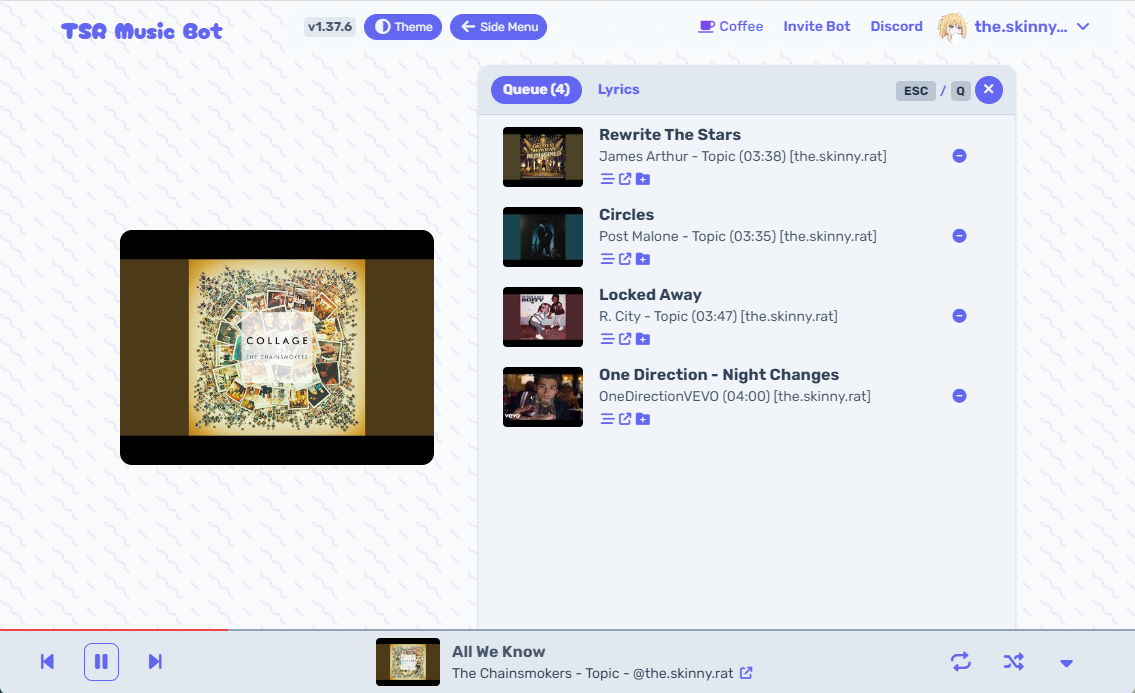 TSR Music Bot
v1.37.6
Theme
Side Menu
Coffee
Invite Bot
Discord
the.skinny...
Queue (4)
Lyrics
ESC / Q
Rewrite The Stars
James Arthur - Topic (03:38) [the.skinny.rat]
Circles
Post Malone - Topic (03:35) [the.skinny.rat]
Locked Away
R. City - Topic (03:47) [the.skinny.rat]
One Direction - Night Changes
OneDirectionVEVO (04:00) [the.skinny.rat]
vevo
COLLAGE
THE CHAINSMOKERS
All We Know
The Chainsmokers - Topic - @the.skinny.rat